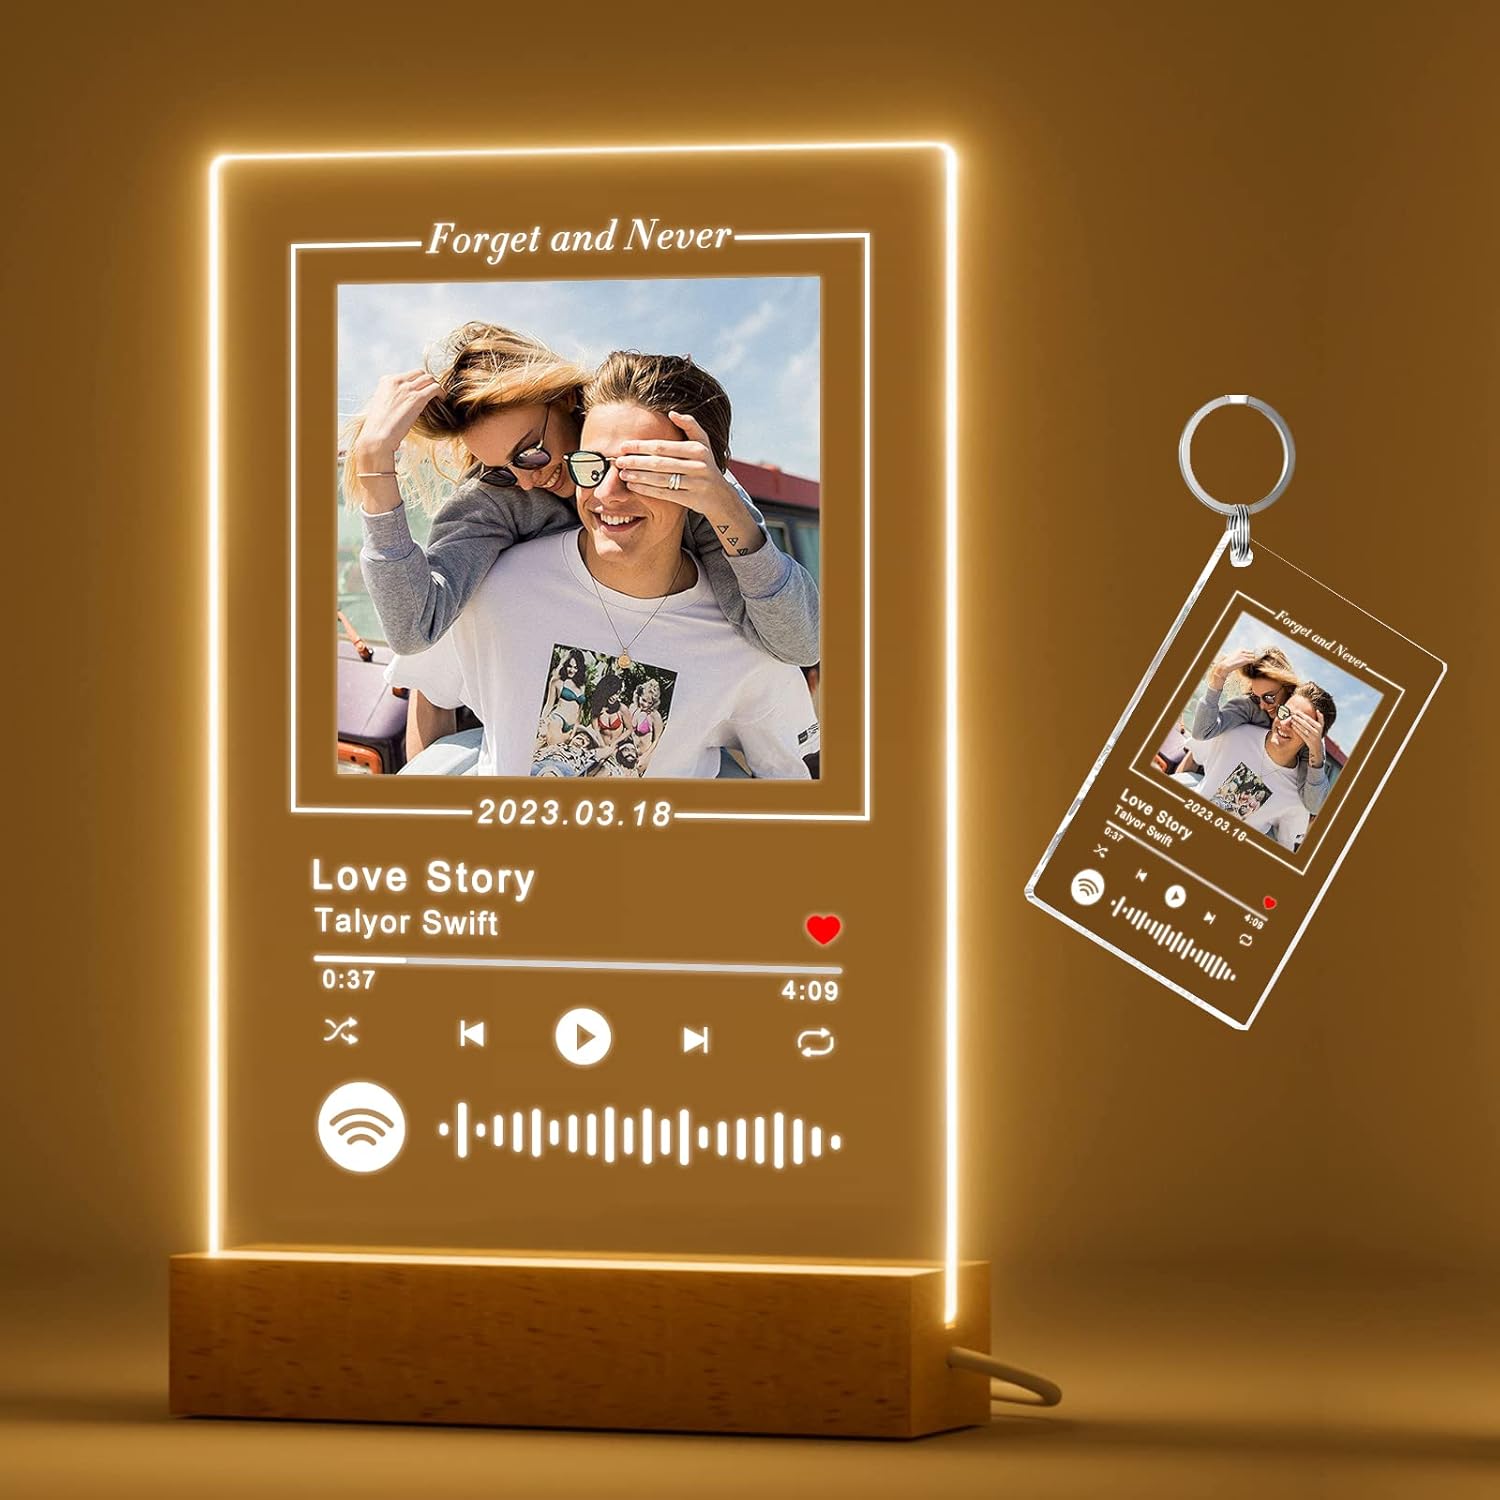 Forget and Never
2023.03.18
Love Story
Talyor Swift
0:37
4:09
Forget and Never
2023.03.18
Love Story
Talyor Swift
0:37
4:09